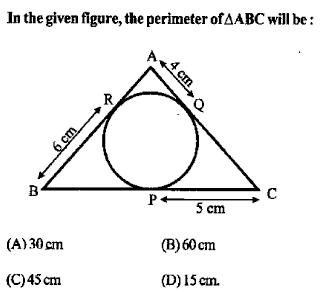 In the given figure, the perimeter of △ABC will be :
A
4 cm
R
Q
6 cm
B
P
C
5 cm
(A) 30 cm
(B) 60 cm
(C) 45 cm
(D) 15 cm.